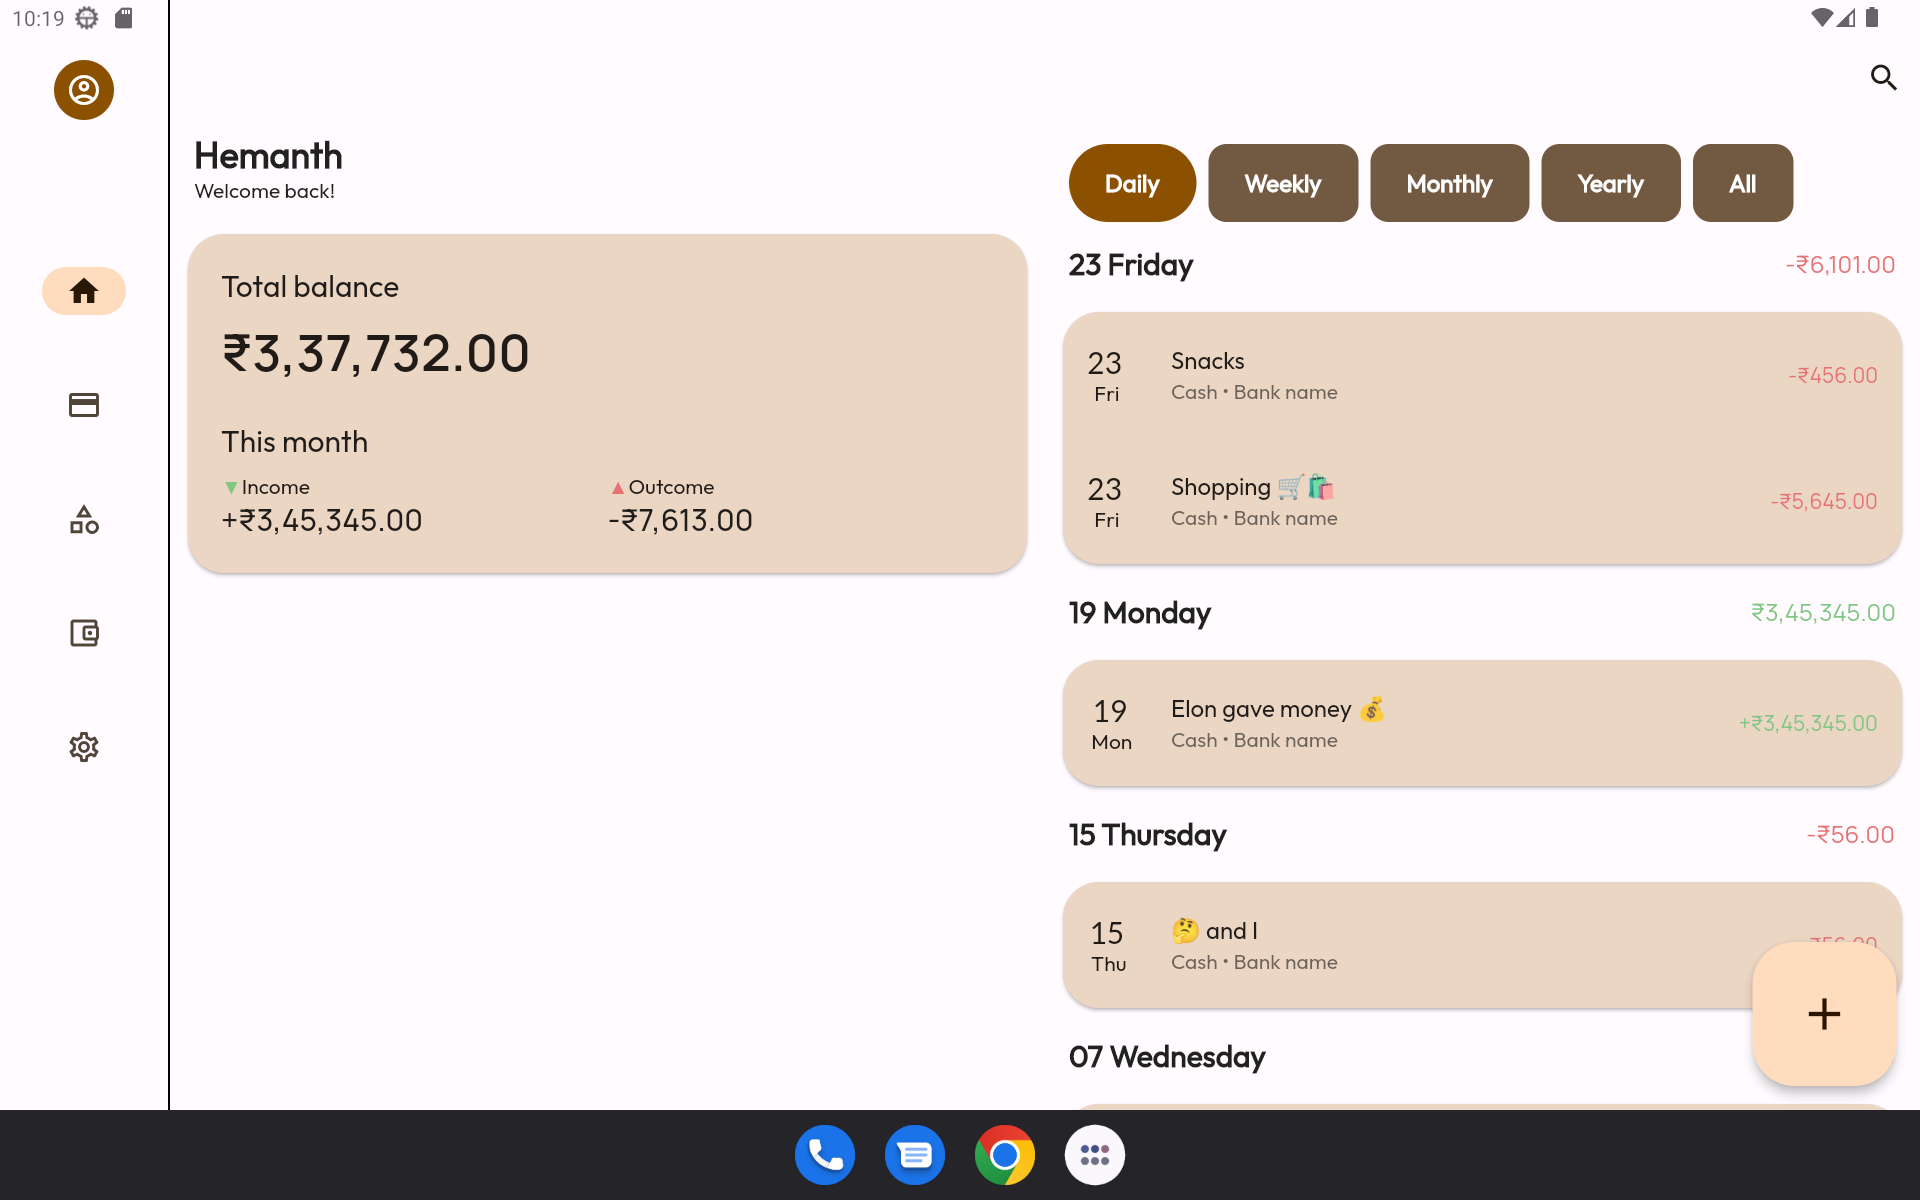 10:19
Hemanth
Welcome back!
Total balance
₹3,37,732.00
This month
▼Income
▲Outcome
+₹3,45,345.00
-₹7,613.00
Daily
Weekly
Monthly
Yearly
All
23 Friday
-₹6,101.00
23
Fri
Snacks
Cash • Bank name
-₹456.00
23
Fri
Shopping 🛒🛍️
Cash • Bank name
-₹5,645.00
19 Monday
₹3,45,345.00
19
Mon
Elon gave money 💰
Cash • Bank name
+₹3,45,345.00
15 Thursday
-₹56.00
15
Thu
🤔 and I
Cash • Bank name
07 Wednesday